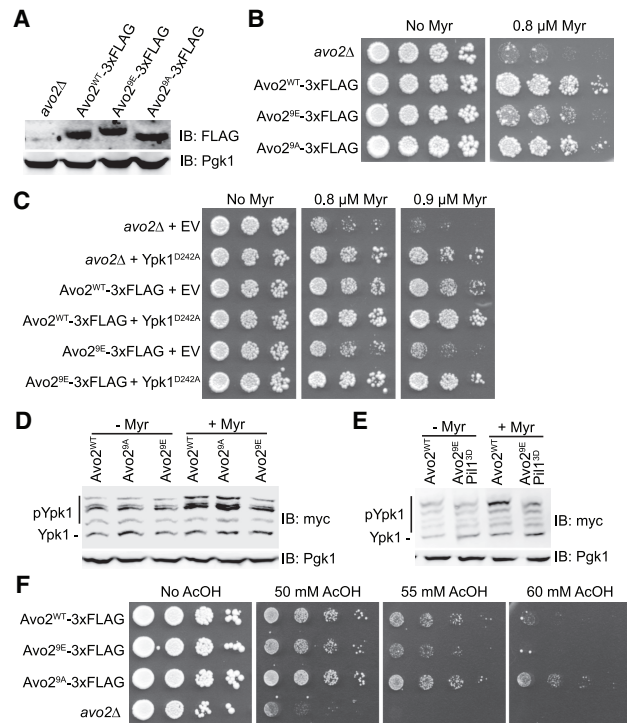 A
avo2Δ
Avo2WT-3xFLAG
Avo29E-3xFLAG
Avo29A-3xFLAG
IB: FLAG
IB: Pgk1
B
No Myr
0.8 µM Myr
avo2Δ
Avo2WT-3xFLAG
Avo29E-3xFLAG
Avo29A-3xFLAG
C
No Myr
0.8 µM Myr
0.9 µM Myr
avo2Δ + EV
avo2Δ + Ypk1D242A
Avo2WT-3xFLAG + EV
Avo2WT-3xFLAG + Ypk1D242A
Avo29E-3xFLAG + EV
Avo29E-3xFLAG + Ypk1D242A
D
- Myr
+ Myr
Avo2WT
Avo29A
Avo29E
Avo2WT
Avo29A
Avo29E
pYpk1
Ypk1 -
IB: myc
IB: Pgk1
E
- Myr
+ Myr
Avo2WT
Avo29E
Pil13D
Avo2WT
Avo29E
Pil13D
pYpk1
Ypk1 -
IB: myc
IB: Pgk1
F
No AcOH
50 mM AcOH
55 mM AcOH
60 mM AcOH
Avo2WT-3xFLAG
Avo29E-3xFLAG
Avo29A-3xFLAG
avo2Δ